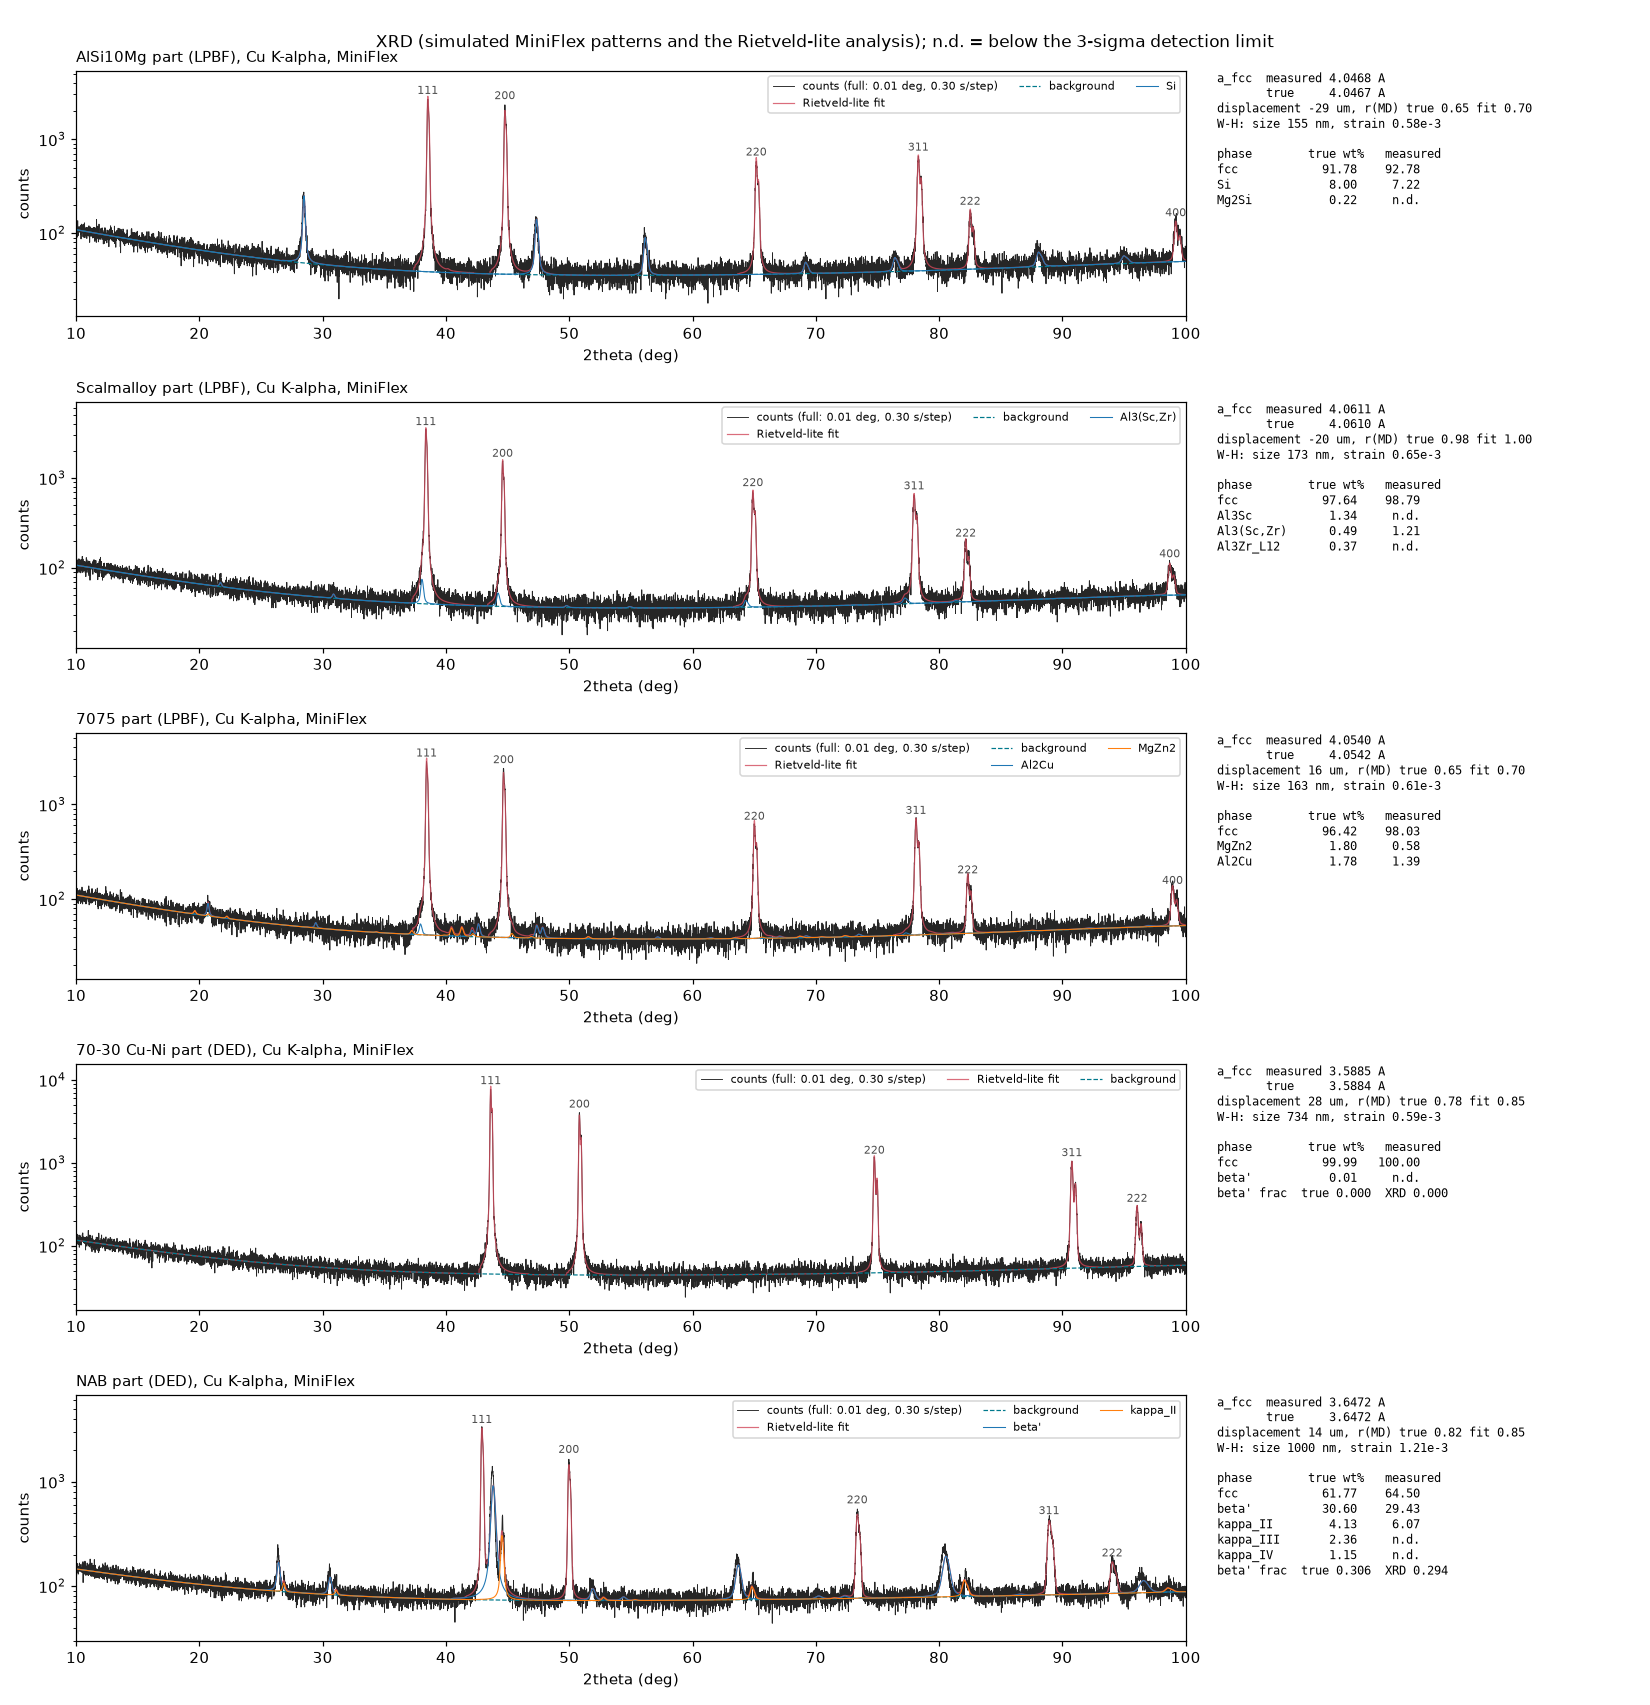 XRD (simulated MiniFlex patterns and the Rietveld-lite analysis); n.d. = below the 3-sigma detection limit
AlSi10Mg part (LPBF), Cu K-alpha, MiniFlex
counts (full: 0.01 deg, 0.30 s/step) background Si
Rietveld-lite fit
111 200 220 311 222 400
counts
10^3
10^2
10 20 30 40 50 60 70 80 90 100
2theta (deg)
a_fcc measured 4.0468 A
true 4.0467 A
displacement -29 um, r(MD) true 0.65 fit 0.70
W-H: size 155 nm, strain 0.58e-3
phase true wt% measured
fcc 91.78 92.78
Si 8.00 7.22
Mg2Si 0.22 n.d.
Scalmalloy part (LPBF), Cu K-alpha, MiniFlex
counts (full: 0.01 deg, 0.30 s/step) background Al3(Sc,Zr)
Rietveld-lite fit
111 200 220 311 222 400
counts
10^3
10^2
10 20 30 40 50 60 70 80 90 100
2theta (deg)
a_fcc measured 4.0611 A
true 4.0610 A
displacement -20 um, r(MD) true 0.98 fit 1.00
W-H: size 173 nm, strain 0.65e-3
phase true wt% measured
fcc 97.64 98.79
Al3Sc 1.34 n.d.
Al3(Sc,Zr) 0.49 1.21
Al3Zr_L12 0.37 n.d.
7075 part (LPBF), Cu K-alpha, MiniFlex
counts (full: 0.01 deg, 0.30 s/step) background MgZn2
Rietveld-lite fit Al2Cu
111 200 220 311 222 400
counts
10^3
10^2
10 20 30 40 50 60 70 80 90 100
2theta (deg)
a_fcc measured 4.0540 A
true 4.0542 A
displacement 16 um, r(MD) true 0.65 fit 0.70
W-H: size 163 nm, strain 0.61e-3
phase true wt% measured
fcc 96.42 98.03
MgZn2 1.80 0.58
Al2Cu 1.78 1.39
70-30 Cu-Ni part (DED), Cu K-alpha, MiniFlex
counts (full: 0.01 deg, 0.30 s/step) Rietveld-lite fit background
111 200 220 311 222
counts
10^4
10^3
10^2
10 20 30 40 50 60 70 80 90 100
2theta (deg)
a_fcc measured 3.5885 A
true 3.5884 A
displacement 28 um, r(MD) true 0.78 fit 0.85
W-H: size 734 nm, strain 0.59e-3
phase true wt% measured
fcc 99.99 100.00
beta' 0.01 n.d.
beta' frac true 0.000 XRD 0.000
NAB part (DED), Cu K-alpha, MiniFlex
counts (full: 0.01 deg, 0.30 s/step) background kappa_II
Rietveld-lite fit beta'
111 200 220 311 222
counts
10^3
10^2
10 20 30 40 50 60 70 80 90 100
2theta (deg)
a_fcc measured 3.6472 A
true 3.6472 A
displacement 14 um, r(MD) true 0.82 fit 0.85
W-H: size 1000 nm, strain 1.21e-3
phase true wt% measured
fcc 61.77 64.50
beta' 30.60 29.43
kappa_II 4.13 6.07
kappa_III 2.36 n.d.
kappa_IV 1.15 n.d.
beta' frac true 0.306 XRD 0.294